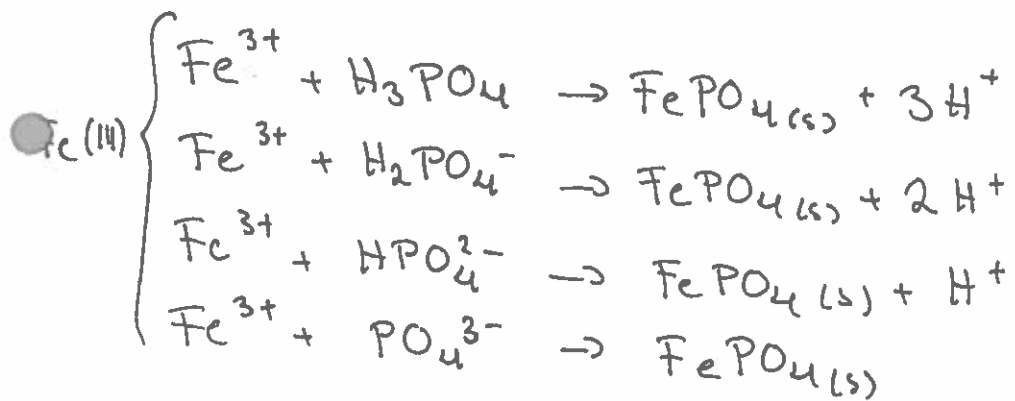 Fe³⁺ + H₃PO₄ → FePO₄(s) + 3H⁺
Fe(III) Fe³⁺ + H₂PO₄⁻ → FePO₄(s) + 2H⁺
Fe³⁺ + HPO₄²⁻ → FePO₄(s) + H⁺
Fe³⁺ + PO₄³⁻ → FePO₄(s)